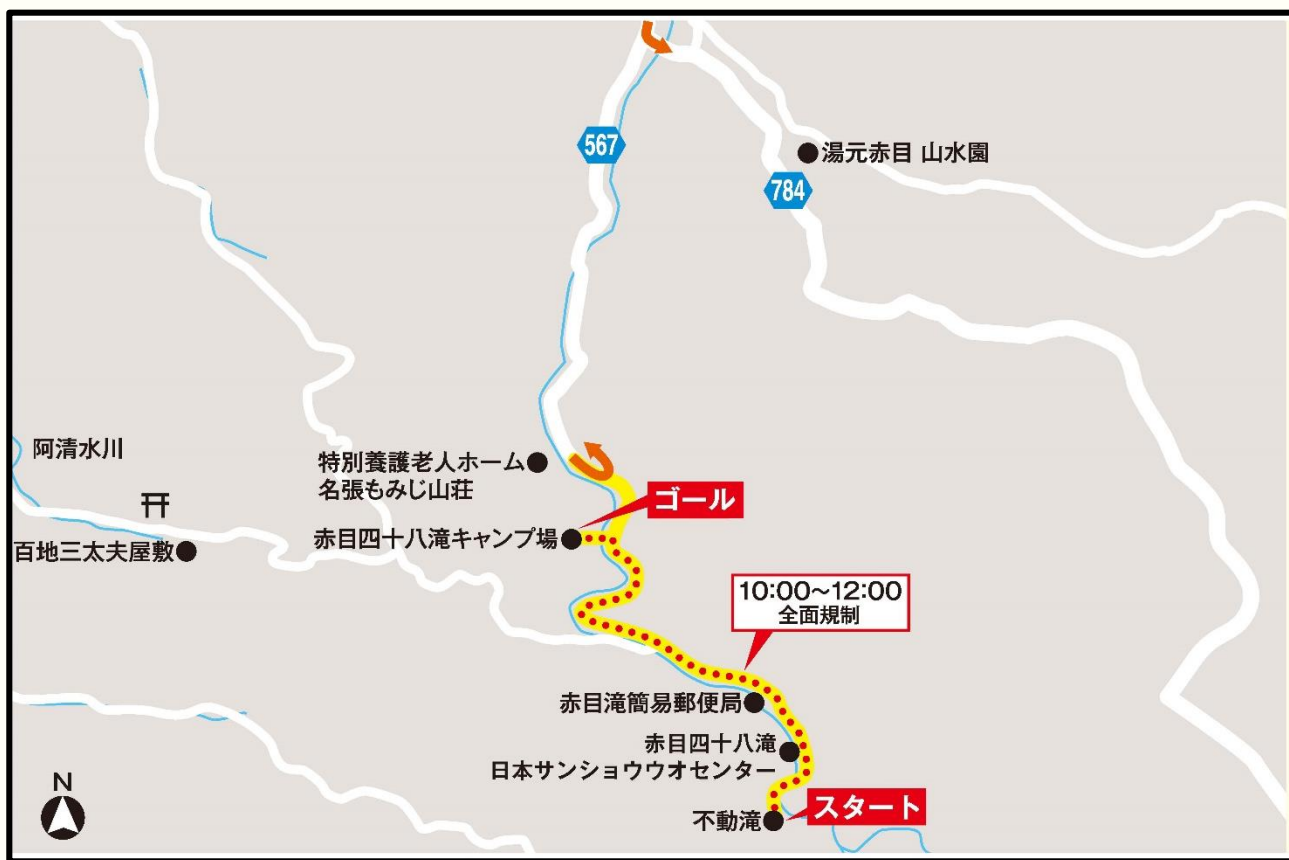 567
湯元赤目 山水園
784
阿清水川
特別養護老人ホーム
名張もみじ山荘
ゴール
赤目四十八滝キャンプ場
百地三太夫屋敷
10:00~12:00
全面規制
赤目滝簡易郵便局
赤目四十八滝
日本サンショウウオセンター
N
スタート
不動滝